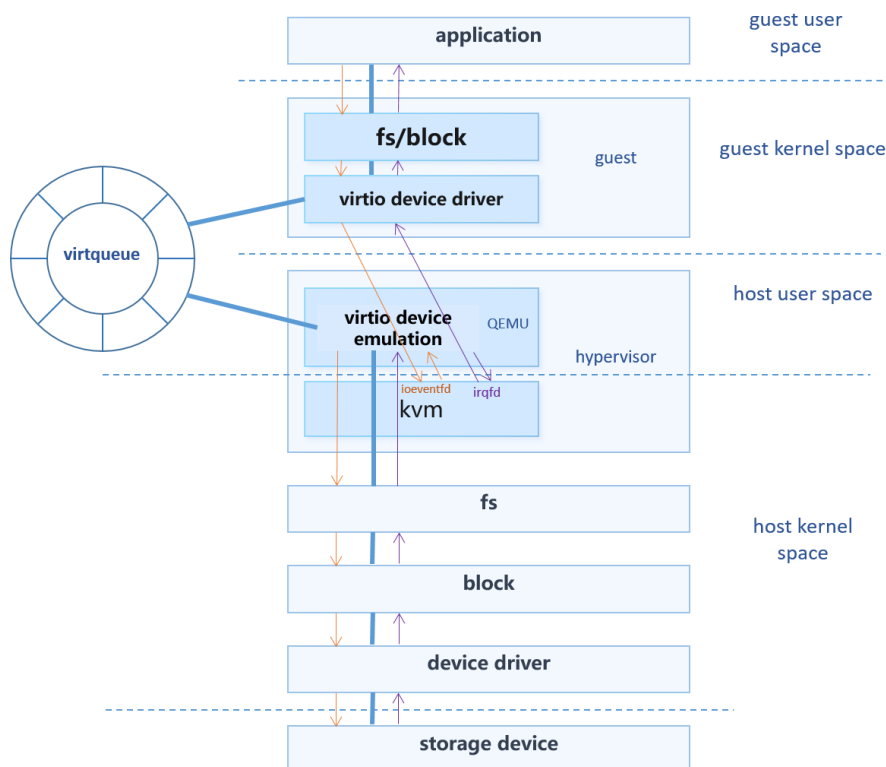 application
guest user
space
fs/block
guest
guest kernel space
virtio device driver
virtqueue
host user space
virtio device
emulation
QEMU
hypervisor
ioeventfd
irqfd
kvm
fs
host kernel
space
block
device driver
storage device